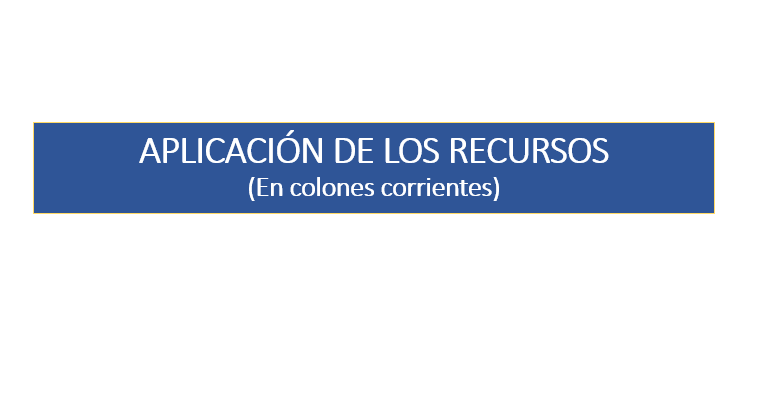 APLICACIÓN DE LOS RECURSOS
(En colones corrientes)